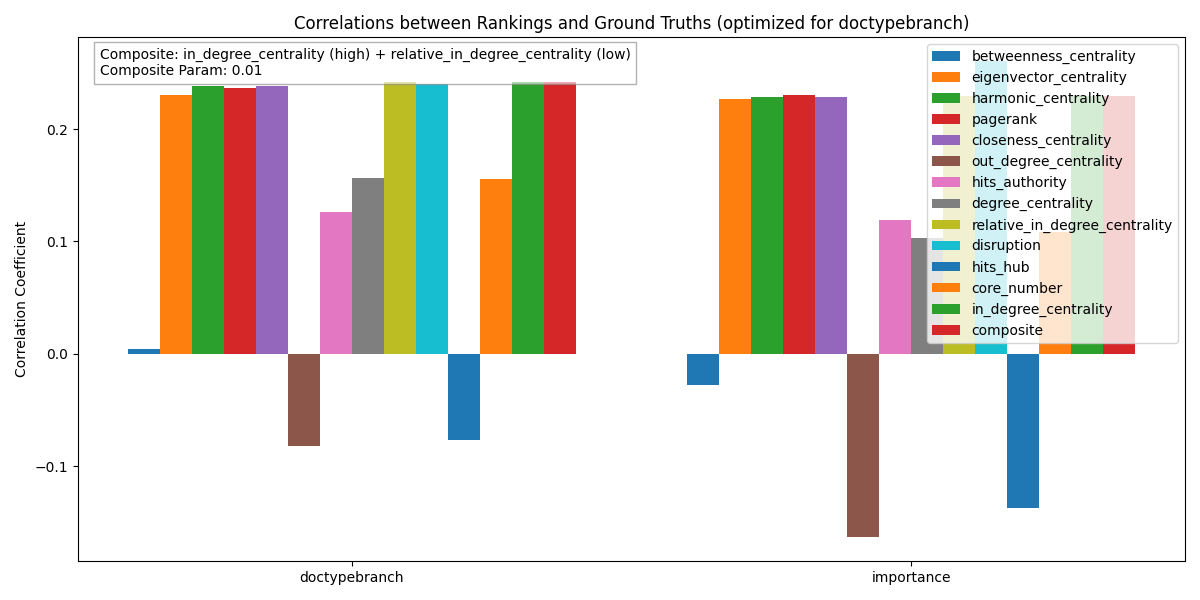 Correlations between Rankings and Ground Truths (optimized for doctypebranch)
Composite: in_degree_centrality (high) + relative_in_degree_centrality (low)
Composite Param: 0.01
betweenness_centrality
eigenvector_centrality
harmonic_centrality
pagerank
closeness_centrality
out_degree_centrality
hits_authority
degree_centrality
relative_in_degree_centrality
disruption
hits_hub
core_number
in_degree_centrality
composite
Correlation Coefficient
0.2
0.1
0.0
−0.1
doctypebranch
importance